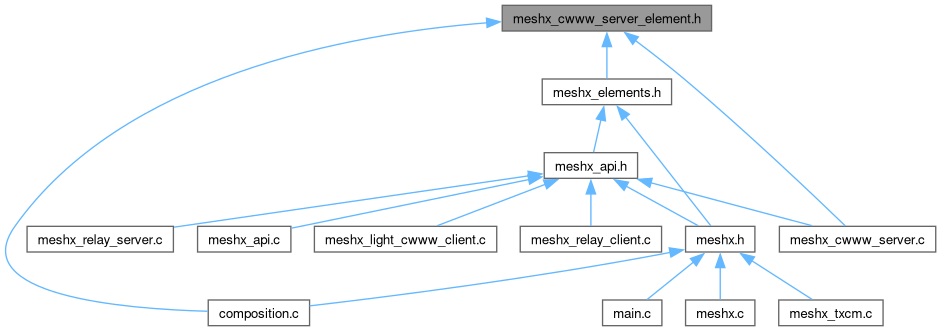 meshx_cwww_server_element.h
meshx_elements.h
meshx_api.h
meshx_relay_server.c
meshx_api.c
meshx_light_cwww_client.c
meshx_relay_client.c
meshx.h
meshx_cwww_server.c
composition.c
main.c
meshx.c
meshx_txcm.c